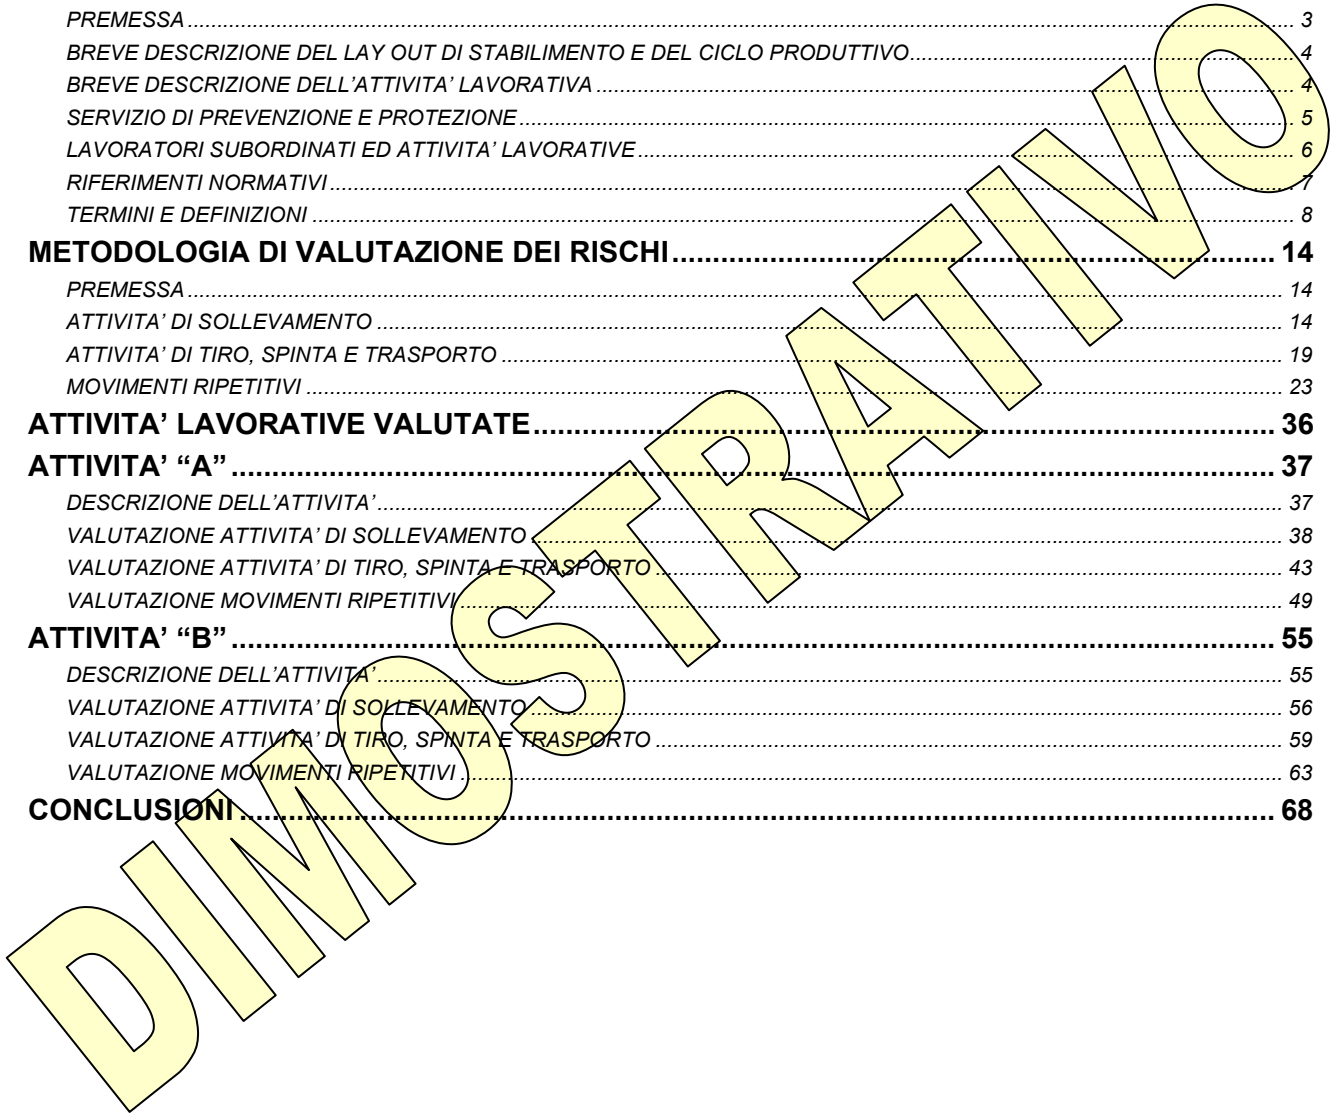 PREMESSA 3
BREVE DESCRIZIONE DEL LAY OUT DI STABILIMENTO E DEL CICLO PRODUTTIVO 4
BREVE DESCRIZIONE DELL’ATTIVITA’ LAVORATIVA 4
SERVIZIO DI PREVENZIONE E PROTEZIONE 5
LAVORATORI SUBORDINATI ED ATTIVITA’ LAVORATIVE 6
RIFERIMENTI NORMATIVI 7
TERMINI E DEFINIZIONI 8
METODOLOGIA DI VALUTAZIONE DEI RISCHI 14
PREMESSA 14
ATTIVITA’ DI SOLLEVAMENTO 14
ATTIVITA’ DI TIRO, SPINTA E TRASPORTO 19
MOVIMENTI RIPETITIVI 23
ATTIVITA’ LAVORATIVE VALUTATE 36
ATTIVITA’ “A” 37
DESCRIZIONE DELL’ATTIVITA’ 37
VALUTAZIONE ATTIVITA’ DI SOLLEVAMENTO 38
VALUTAZIONE ATTIVITA’ DI TIRO, SPINTA E TRASPORTO 43
VALUTAZIONE MOVIMENTI RIPETITIVI 49
ATTIVITA’ “B” 55
DESCRIZIONE DELL’ATTIVITA’ 55
VALUTAZIONE ATTIVITA’ DI SOLLEVAMENTO 56
VALUTAZIONE ATTIVITA’ DI TIRO, SPINTA E TRASPORTO 59
VALUTAZIONE MOVIMENTI RIPETITIVI 63
CONCLUSIONI 68
DIMOSTRATIVO